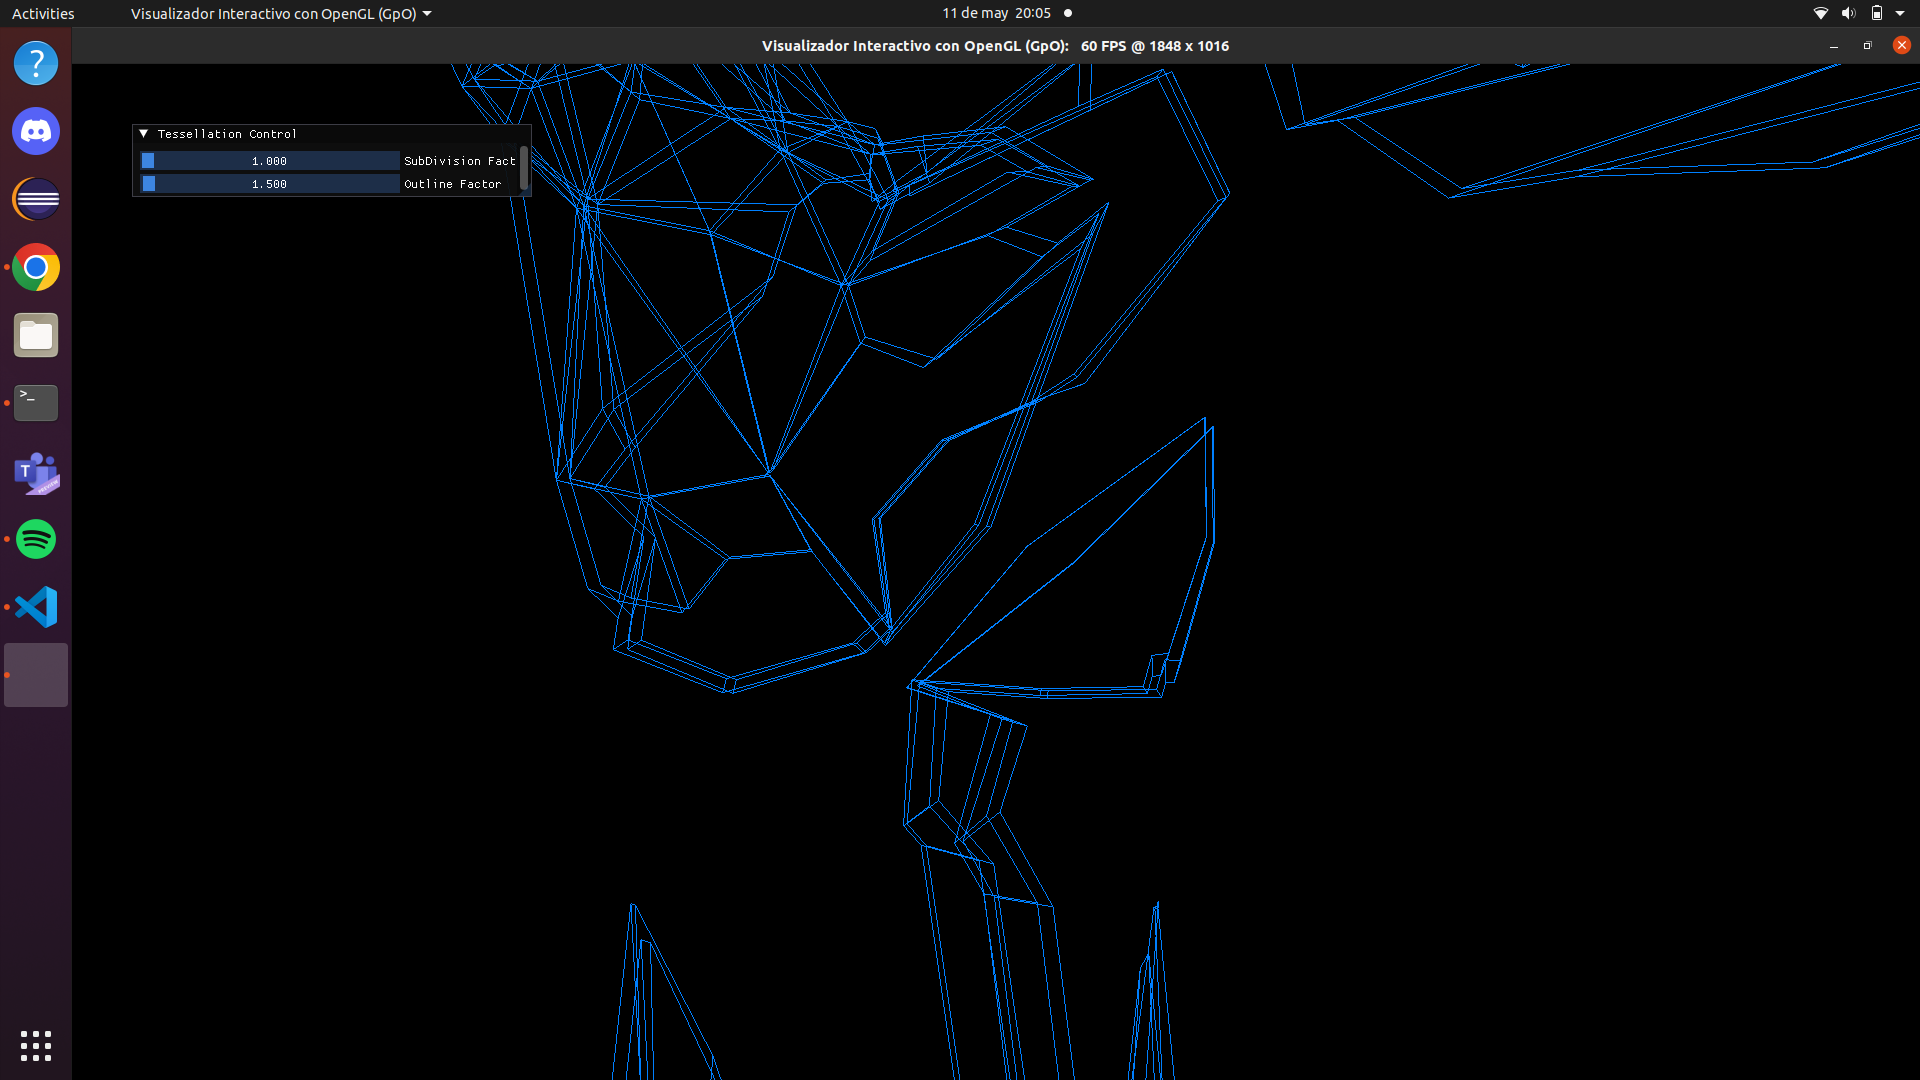 Activities
Visualizador Interactivo con OpenGL (GpO)
11 de may 20:05
Visualizador Interactivo con OpenGL (GpO): 60 FPS @ 1848 x 1016
Tessellation Control
1.000 SubDivision Fact
1.500 Outline Factor
?
>_
T
PREVIEW